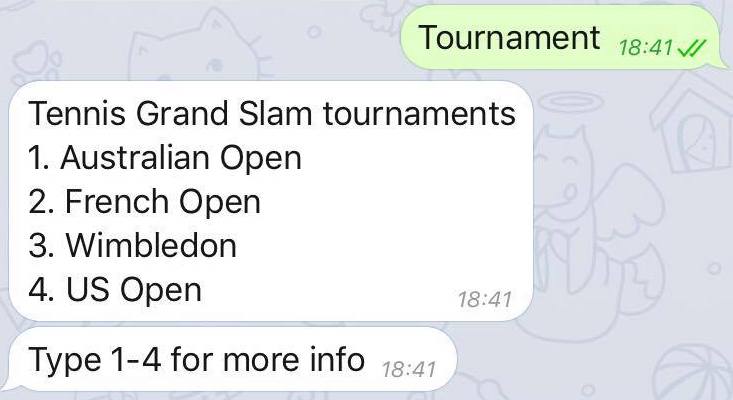 Tournament 18:41
Tennis Grand Slam tournaments
1. Australian Open
2. French Open
3. Wimbledon
4. US Open 18:41
Type 1-4 for more info 18:41